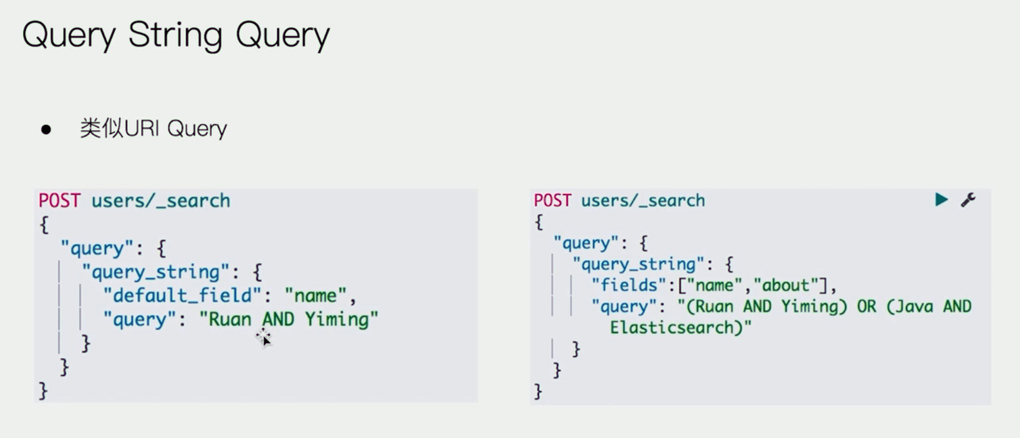 Query String Query
● 类似URI Query
POST users/_search
{
  "query": {
    "query_string": {
      "default_field": "name",
      "query": "Ruan AND Yiming"
    }
  }
}
POST users/_search
{
  "query": {
    "query_string": {
      "fields":["name","about"],
      "query": "(Ruan AND Yiming) OR (Java AND
        Elasticsearch)"
    }
  }
}